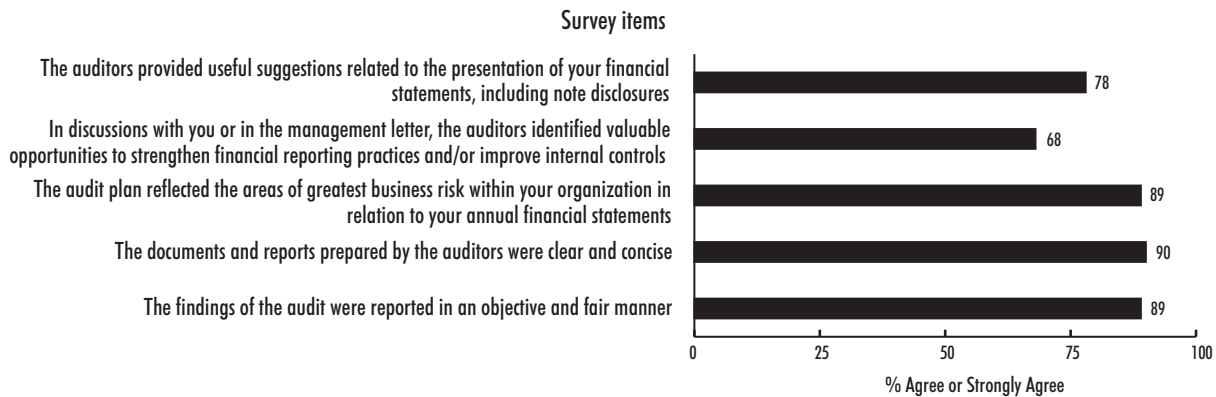 Survey items
The auditors provided useful suggestions related to the presentation of your financial
statements, including note disclosures
78
In discussions with you or in the management letter, the auditors identified valuable
opportunities to strengthen financial reporting practices and/or improve internal controls
68
The audit plan reflected the areas of greatest business risk within your organization in
relation to your annual financial statements
89
The documents and reports prepared by the auditors were clear and concise
90
The findings of the audit were reported in an objective and fair manner
89
0 25 50 75 100
% Agree or Strongly Agree